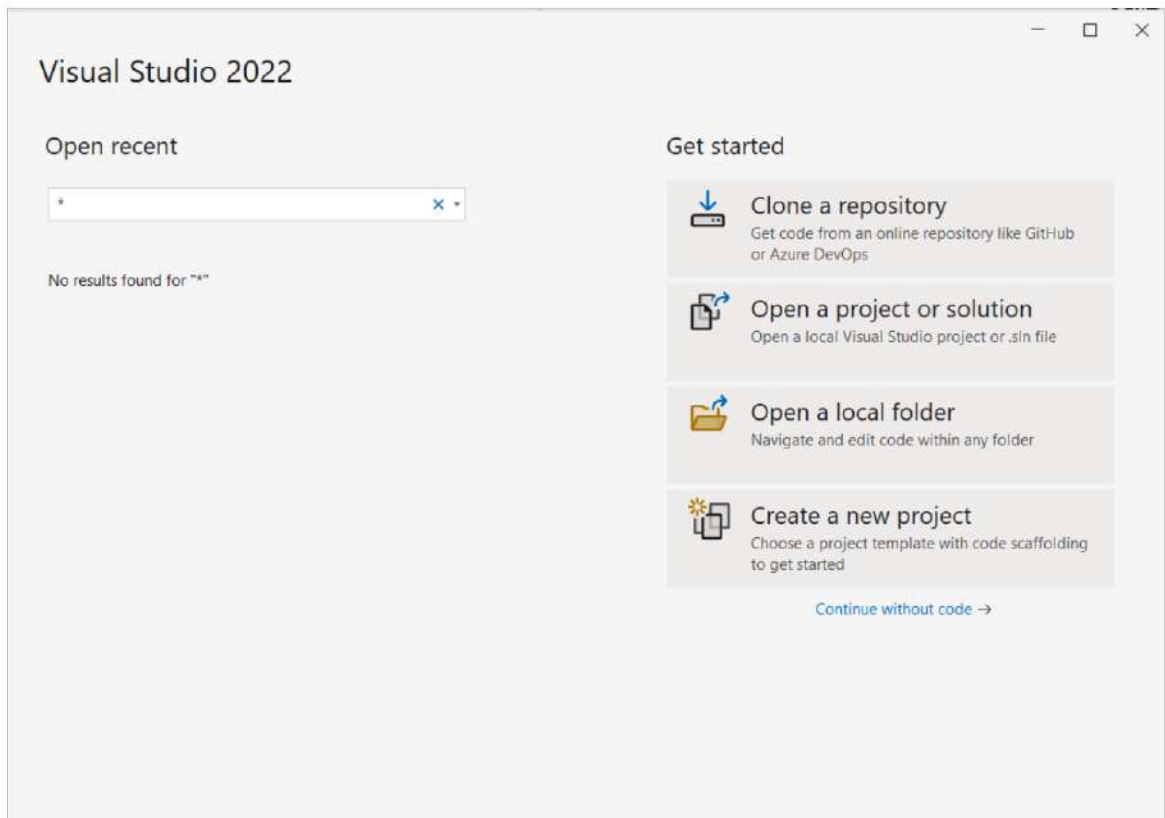 Visual Studio 2022
Open recent
*
No results found for "*"
Get started
Clone a repository
Get code from an online repository like GitHub
or Azure DevOps
Open a project or solution
Open a local Visual Studio project or .sln file
Open a local folder
Navigate and edit code within any folder
Create a new project
Choose a project template with code scaffolding
to get started
Continue without code →